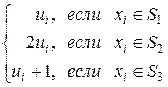 u_i, если x_i ∈ S_1
2u_i, если x_i ∈ S_2
u_i + 1, если x_i ∈ S_3